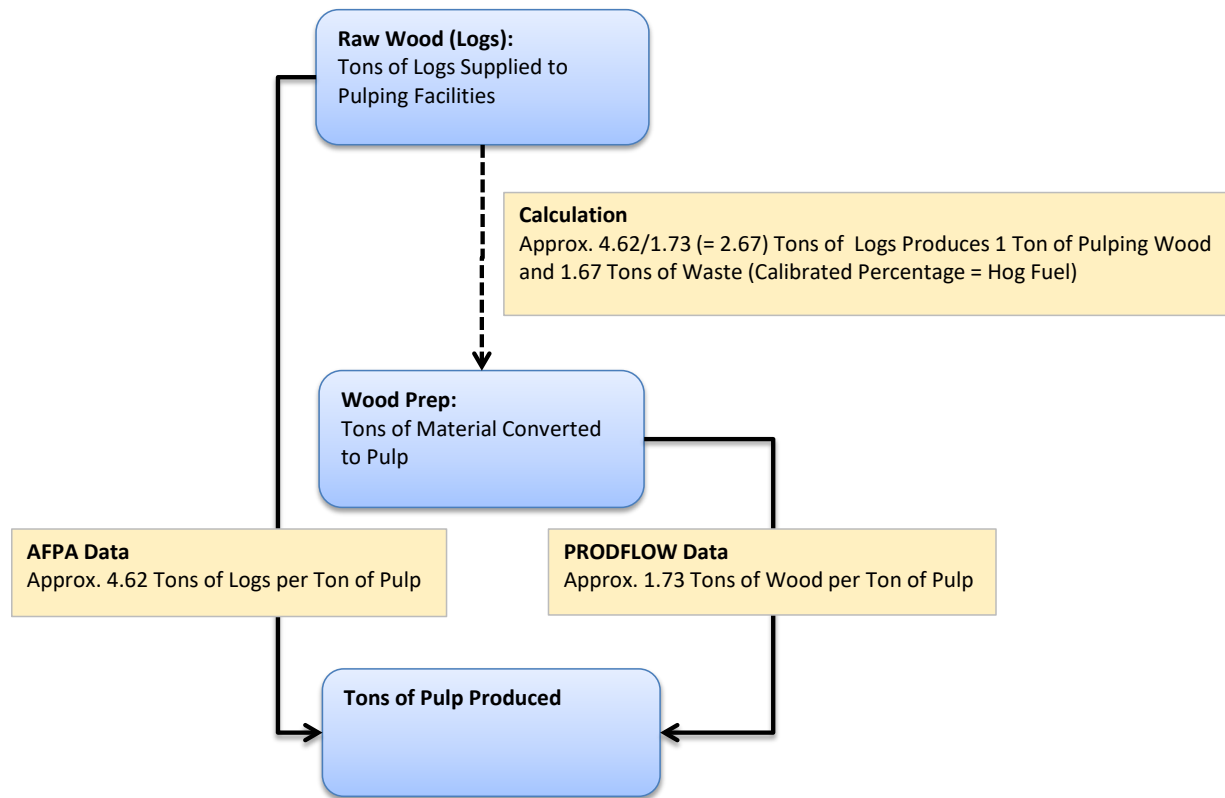 Raw Wood (Logs):
Tons of Logs Supplied to
Pulping Facilities
Calculation
Approx. 4.62/1.73 (= 2.67) Tons of  Logs Produces 1 Ton of Pulping Wood
and 1.67 Tons of Waste (Calibrated Percentage = Hog Fuel)
Wood Prep:
Tons of Material Converted
to Pulp
AFPA Data
Approx. 4.62 Tons of Logs per Ton of Pulp
PRODFLOW Data
Approx. 1.73 Tons of Wood per Ton of Pulp
Tons of Pulp Produced